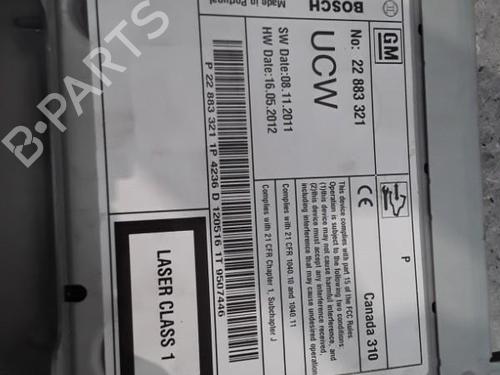 GM
No: 22 883 321
UCW
SW Date:08.11.2011
HW Date:16.05.2012
BOSCH
Made in Portugal
P 22 883 321 1P 4236 D 120516 1T 9507446
P
Canada 310
This device complies with part 15 of the FCC Rules
Operation is subject to the following two conditions:
(1)this device may not cause harmful interference, and
(2)this device must accept any interference received,
including interference that may cause undesired operation
Complies with 21 CFR 1040.10 and 1040.11
Complies with 21 CFR Chapter 1, Subchapter J
LASER CLASS 1
CE
B-PARTS